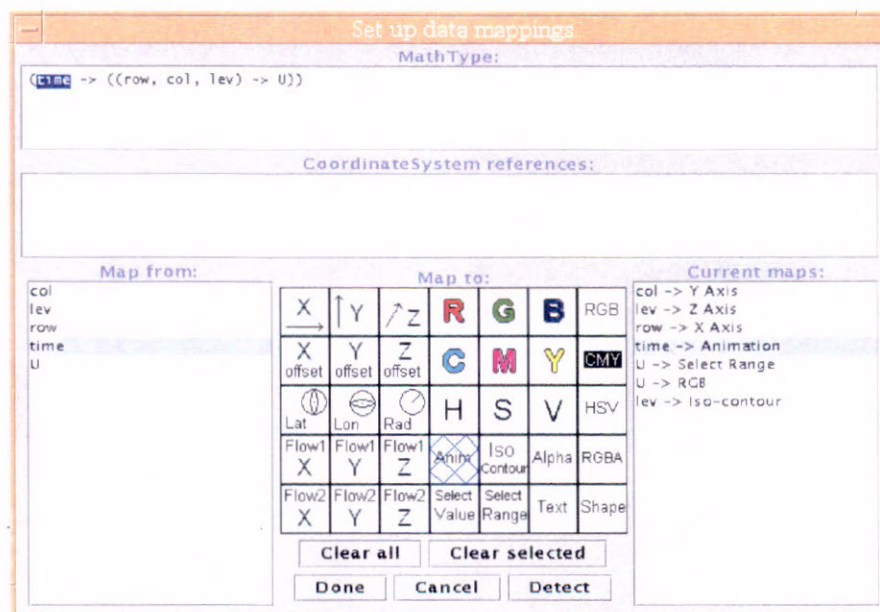 Set up data mappings
MathType:
(time -> ((row, col, lev) -> U))
CoordinateSystem references:
Map from:
col
lev
row
time
U
Map to:
X Y Z R G B RGB
X offset Y offset Z offset C M Y CMY
Lat Lon Rad H S V HSV
Flow1 X Flow1 Y Flow1 Z Anim Iso Contour Alpha RGBA
Flow2 X Flow2 Y Flow2 Z Select Value Select Range Text Shape
Clear all Clear selected
Done Cancel Detect
Current maps:
col -> Y Axis
lev -> Z Axis
row -> X Axis
time -> Animation
U -> Select Range
U -> RGB
lev -> Iso-contour